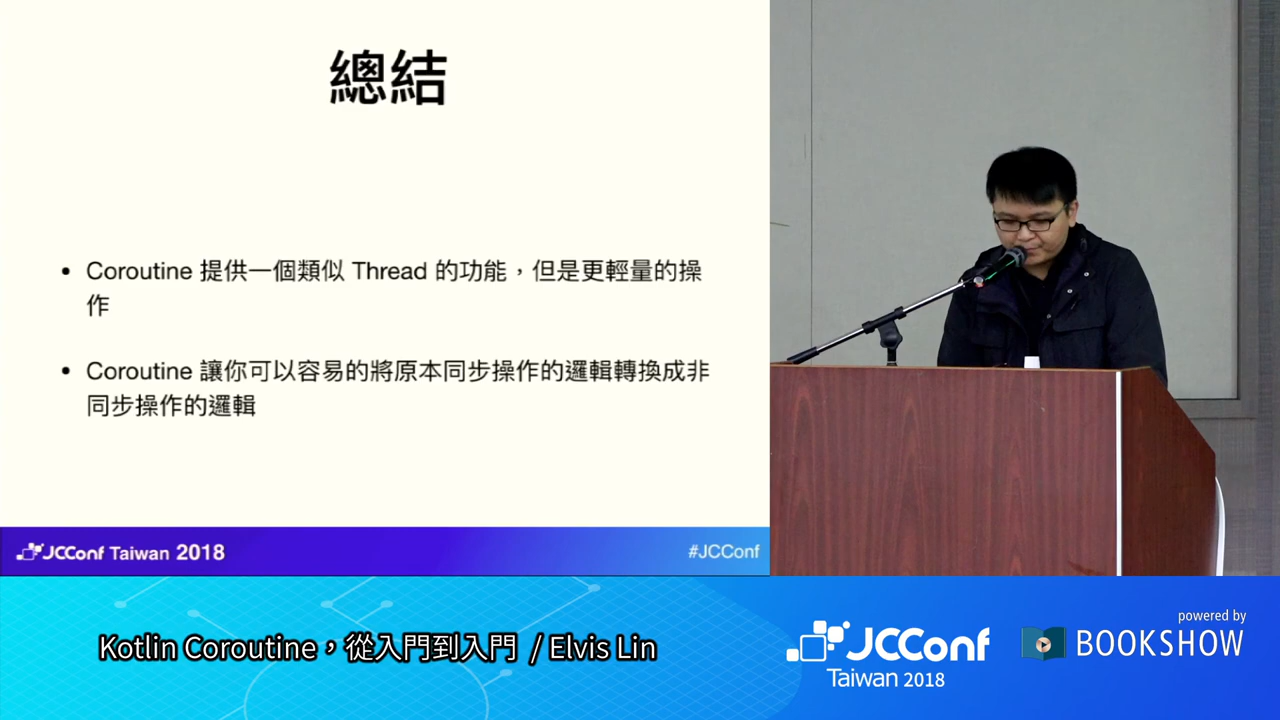 總結
• Coroutine 提供一個類似 Thread 的功能，但是更輕量的操
作
• Coroutine 讓你可以容易的將原本同步操作的邏輯轉換成非
同步操作的邏輯
JCConf Taiwan 2018
#JCConf
Kotlin Coroutine，從入門到入門 / Elvis Lin
JCConf
Taiwan 2018
powered by
BOOKSHOW